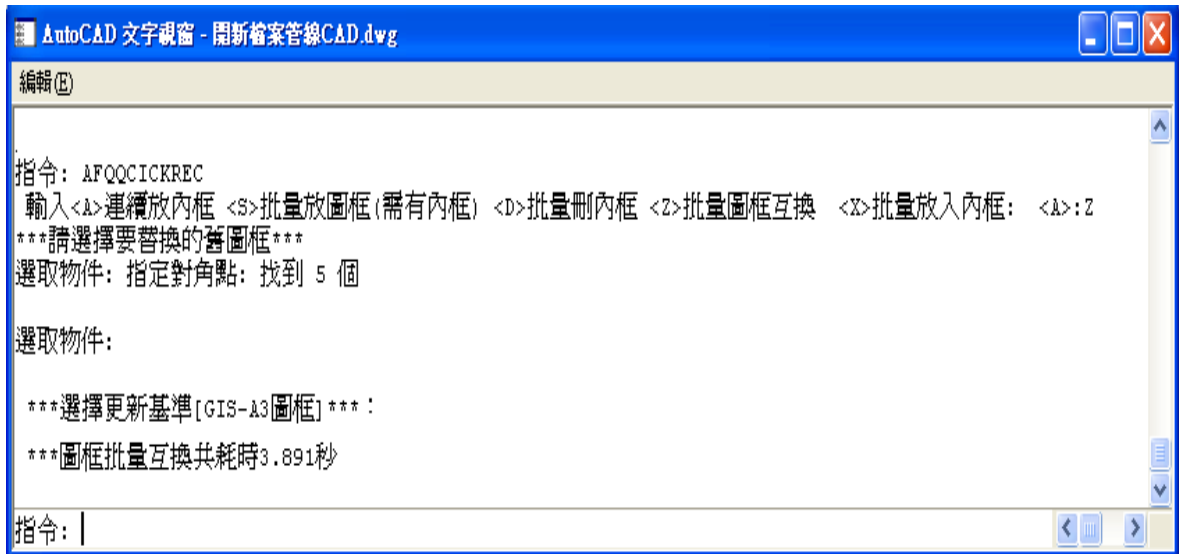 AutoCAD 文字視窗 - 開新檔案管線CAD.dwg
編輯(E)
指令: AFQQCICKREC
輸入<A>連續放內框 <S>批量放圖框(需有內框) <D>批量刪內框 <Z>批量圖框互換 <X>批量放入內框: <A>:Z
***請選擇要替換的舊圖框***
選取物件: 指定對角點: 找到 5 個
選取物件:
***選擇更新基準[GIS-A3圖框]***：
***圖框批量互換共耗時3.891秒
指令: